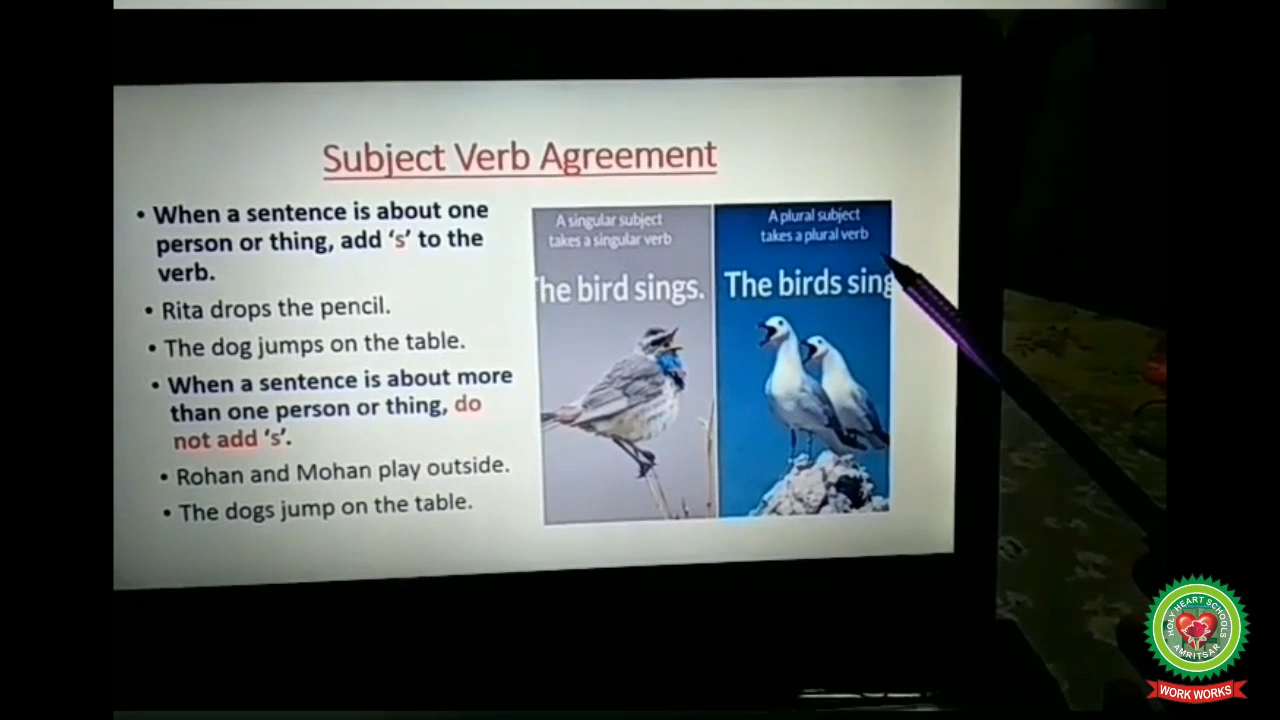 Subject Verb Agreement
• When a sentence is about one
person or thing, add ‘s’ to the
verb.
• Rita drops the pencil.
• The dog jumps on the table.
• When a sentence is about more
than one person or thing, do
not add ‘s’.
• Rohan and Mohan play outside.
• The dogs jump on the table.
A singular subject
takes a singular verb
he bird sings.
A plural subject
takes a plural verb
The birds sing
HOLY HEART SCHOOLS
AMRITSAR
WORK WORKS